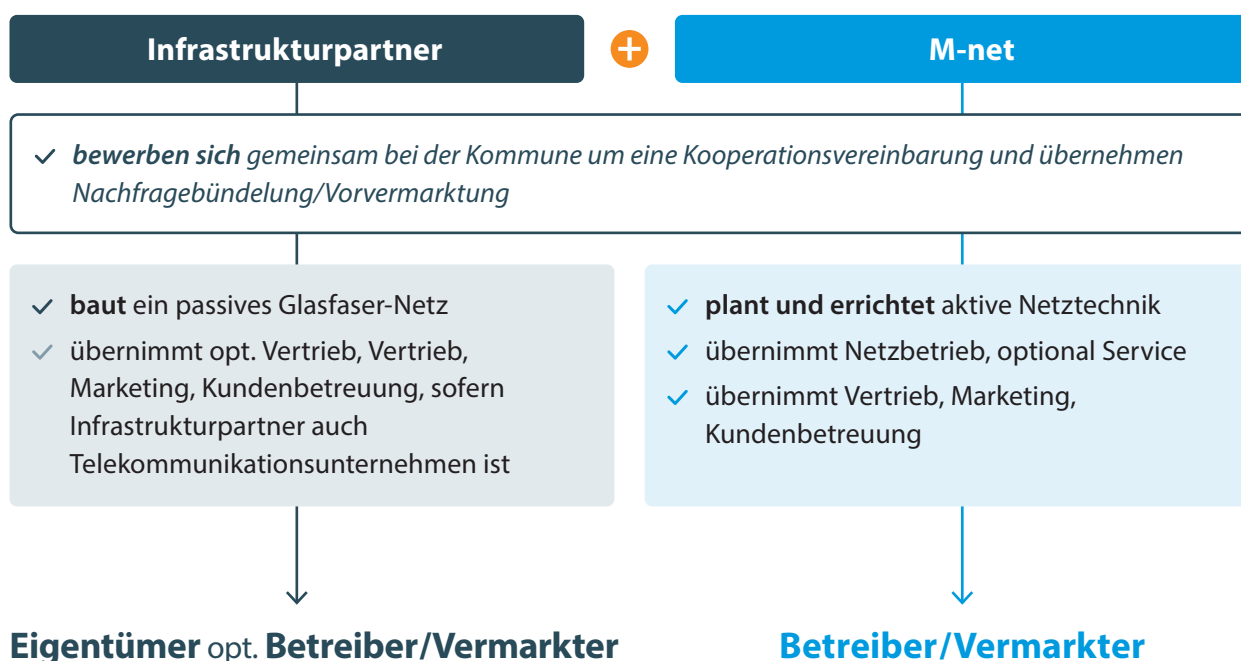 Infrastrukturpartner
M-net
bewerben sich gemeinsam bei der Kommune um eine Kooperationsvereinbarung und übernehmen
Nachfragebündelung/Vorvermarktung
baut ein passives Glasfaser-Netz
übernimmt opt. Vertrieb, Vertrieb,
Marketing, Kundenbetreuung, sofern
Infrastrukturpartner auch
Telekommunikationsunternehmen ist
plant und errichtet aktive Netztechnik
übernimmt Netzbetrieb, optional Service
übernimmt Vertrieb, Marketing,
Kundenbetreuung
Eigentümer opt. Betreiber/Vermarkter
Betreiber/Vermarkter